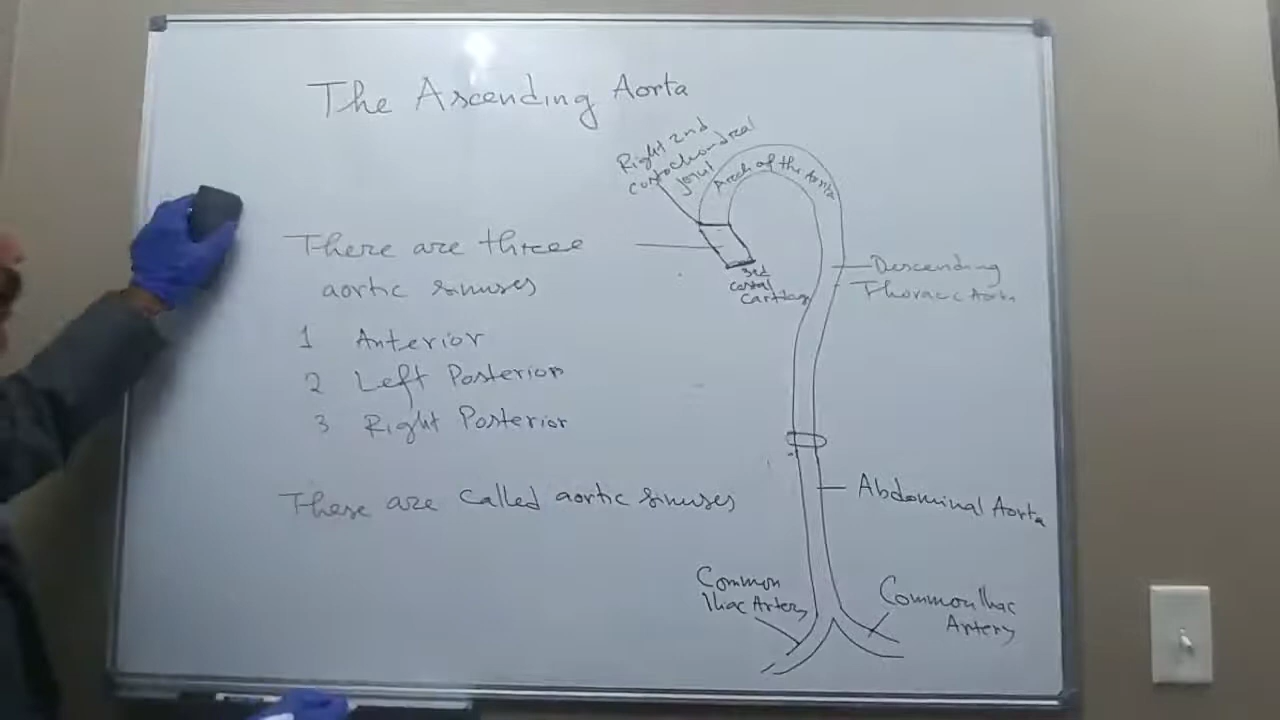 The Ascending Aorta
Right 2nd
costochondral
joint
Arch of the Aorta
There are three
aortic sinuses
1 Anterior
2 Left Posterior
3 Right Posterior
These are called aortic sinuses
3rd
costal
Cartilag
Descending
Thoracic Aorta
Abdominal Aorta
Common
Iliac Artery
Common Iliac
Artery